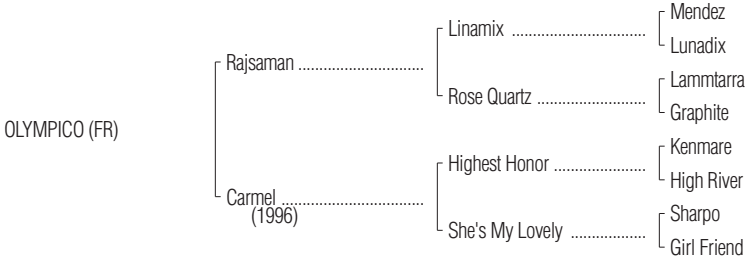 Mendez
Linamix ................................
Lunadix
Rajsaman ..............................
Lammtarra
Rose Quartz ..........................
Graphite
OLYMPICO (FR)
Kenmare
Highest Honor ......................
High River
Carmel ..................................
(1996)
Sharpo
She's My Lovely ..................
Girl Friend